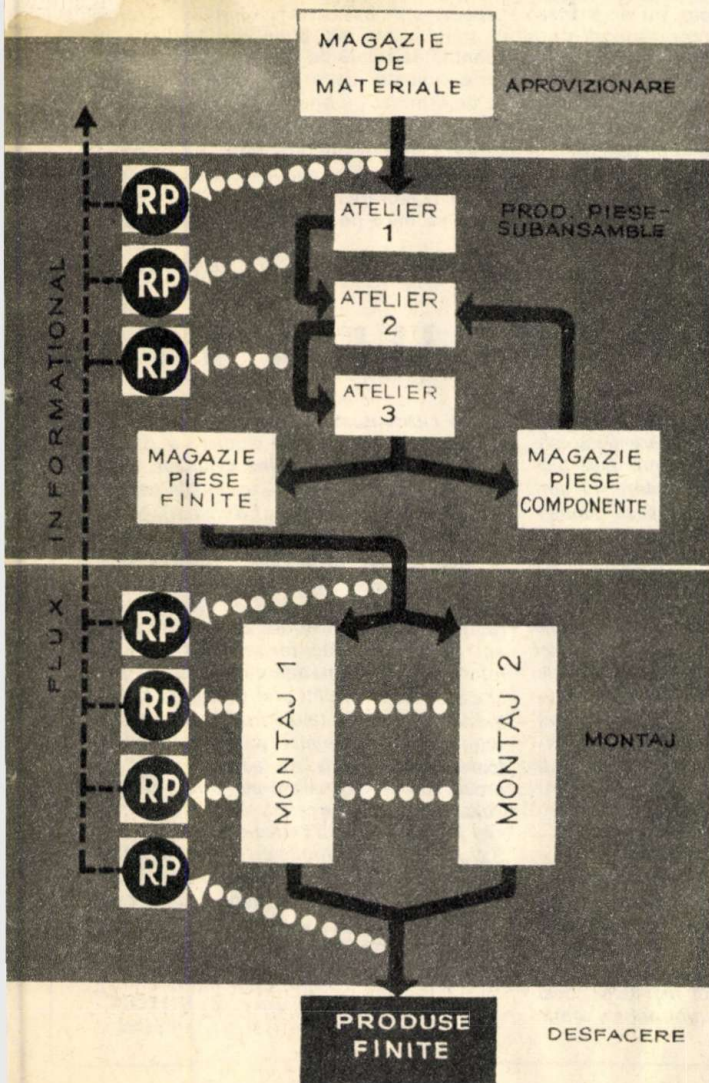 MAGAZIE
DE
MATERIALE
APROVIZIONARE
RP
ATELIER
1
PROD. PIESE-
SUBANSAMBLE
RP
ATELIER
2
RP
ATELIER
3
FLUX INFORMATIONAL
MAGAZIE
PIESE
FINITE
MAGAZIE
PIESE
COMPONENTE
RP
MONTAJ 1
MONTAJ 2
RP
MONTAJ
RP
RP
PRODUSE
FINITE
DESFACERE